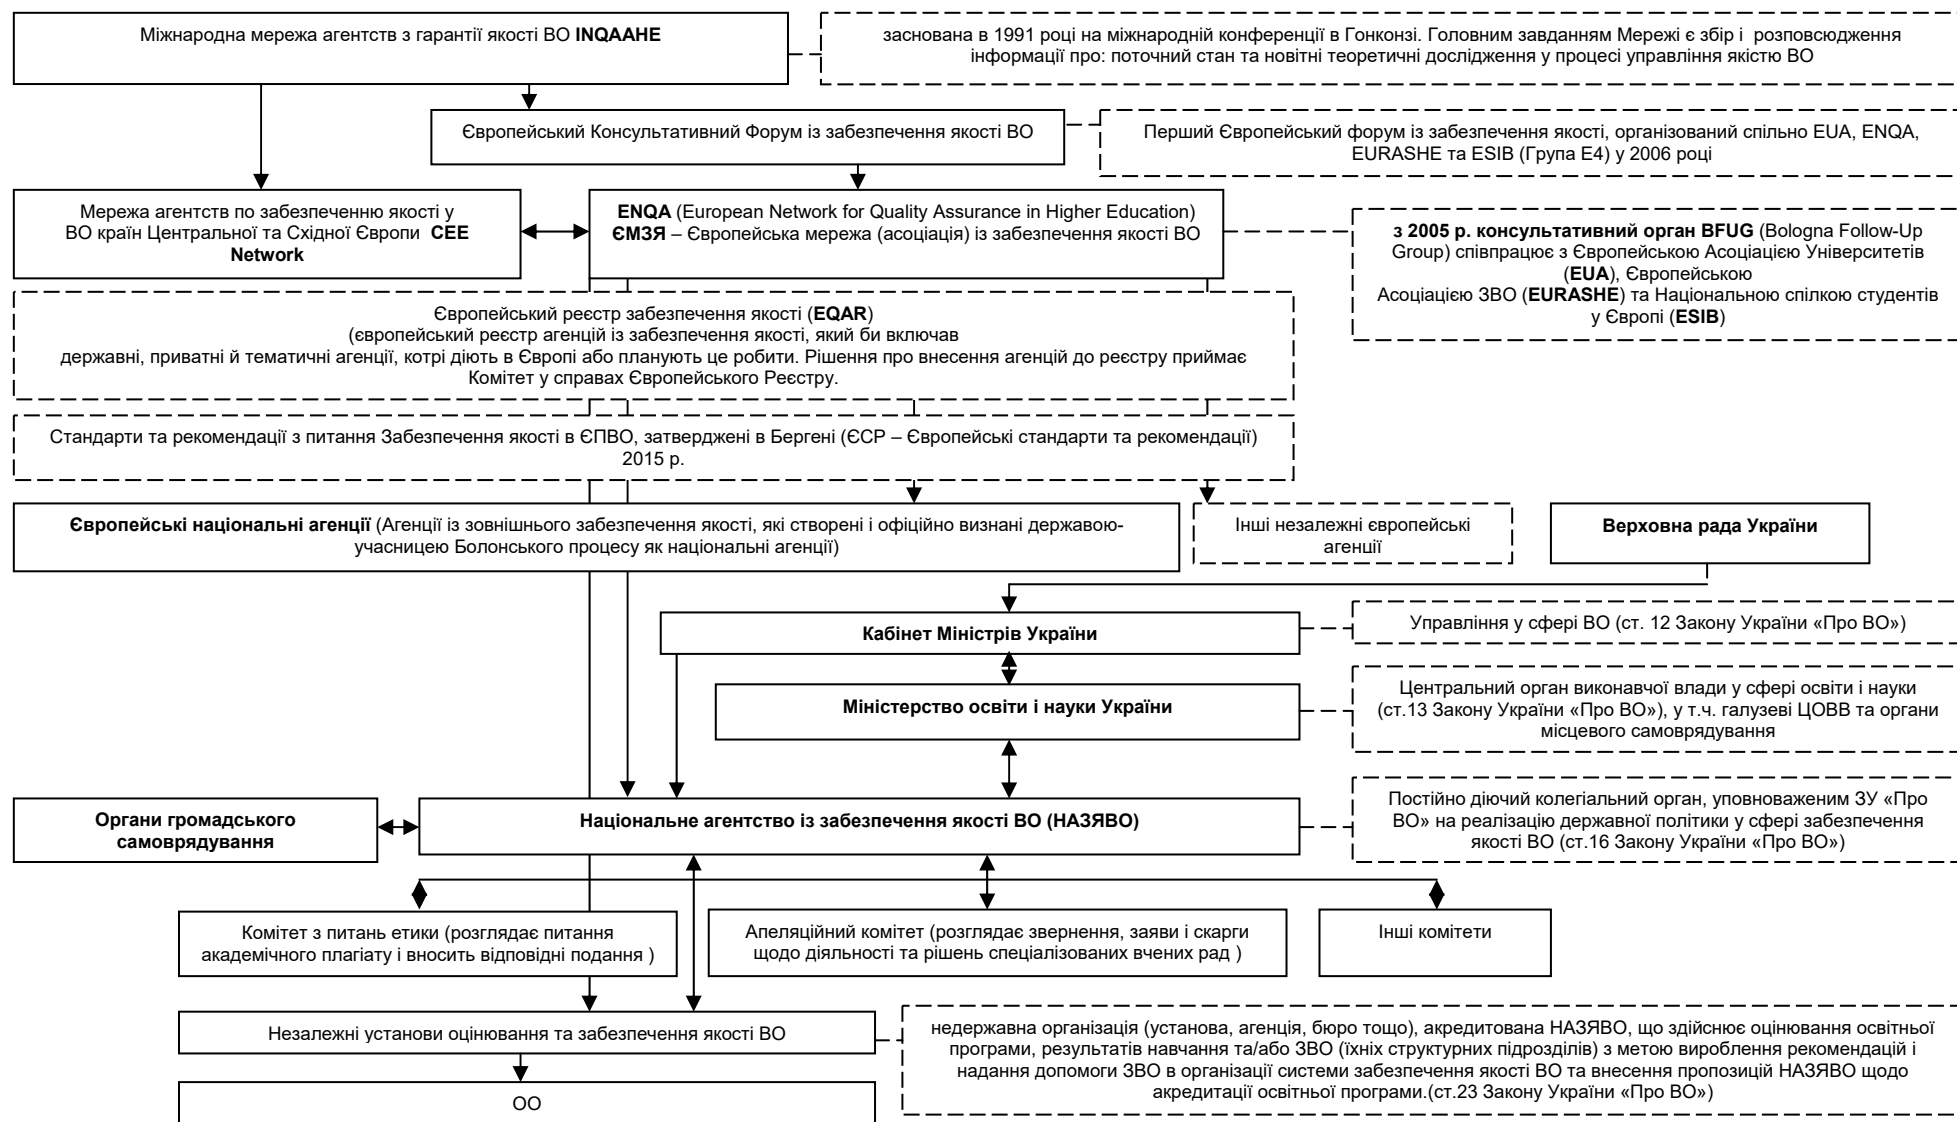 Міжнародна мережа агентств з гарантії якості ВО INQAAHE
заснована в 1991 році на міжнародній конференції в Гонконзі. Головним завданням Мережі є збір і розповсюдження
інформації про: поточний стан та новітні теоретичні дослідження у процесі управління якістю ВО
Європейський Консультативний Форум із забезпечення якості ВО
Перший Європейський форум із забезпечення якості, організований спільно EUA, ENQA,
EURASHE та ESIB (Група Е4) у 2006 році
Мережа агентств по забезпеченню якості у
ВО країн Центральної та Східної Європи CEE
Network
ENQA (European Network for Quality Assurance in Higher Education)
ЄМЗЯ – Європейська мережа (асоціація) із забезпечення якості ВО
з 2005 р. консультативний орган BFUG (Bologna Follow-Up
Group) співпрацює з Європейською Асоціацією Університетів
(EUA), Європейською
Асоціацією ЗВО (EURASHE) та Національною спілкою студентів
у Європі (ESIB)
Європейський реєстр забезпечення якості (EQAR)
(європейський реєстр агенцій із забезпечення якості, який би включав
державні, приватні й тематичні агенції, котрі діють в Європі або планують це робити. Рішення про внесення агенцій до реєстру приймає
Комітет у справах Європейського Реєстру.
Стандарти та рекомендації з питання Забезпечення якості в ЄПВО, затверджені в Бергені (ЄСР – Європейські стандарти та рекомендації)
2015 р.
Європейські національні агенції (Агенції із зовнішнього забезпечення якості, які створені і офіційно визнані державою-
учасницею Болонського процесу як національні агенції)
Інші незалежні європейські
агенції
Верховна рада України
Кабінет Міністрів України
Управління у сфері ВО (ст. 12 Закону України «Про ВО»)
Міністерство освіти і науки України
Центральний орган виконавчої влади у сфері освіти і науки
(ст.13 Закону України «Про ВО»), у т.ч. галузеві ЦОВВ та органи
місцевого самоврядування
Органи громадського
самоврядування
Національне агентство із забезпечення якості ВО (НАЗЯВО)
Постійно діючий колегіальний орган, уповноваженим ЗУ «Про
ВО» на реалізацію державної політики у сфері забезпечення
якості ВО (ст.16 Закону України «Про ВО»)
Комітет з питань етики (розглядає питання
академічного плагіату і вносить відповідні подання )
Апеляційний комітет (розглядає звернення, заяви і скарги
щодо діяльності та рішень спеціалізованих вчених рад )
Інші комітети
Незалежні установи оцінювання та забезпечення якості ВО
недержавна організація (установа, агенція, бюро тощо), акредитована НАЗЯВО, що здійснює оцінювання освітньої
програми, результатів навчання та/або ЗВО (їхніх структурних підрозділів) з метою вироблення рекомендацій і
надання допомоги ЗВО в організації системи забезпечення якості ВО та внесення пропозицій НАЗЯВО щодо
акредитації освітньої програми.(ст.23 Закону України «Про ВО»)
ОО